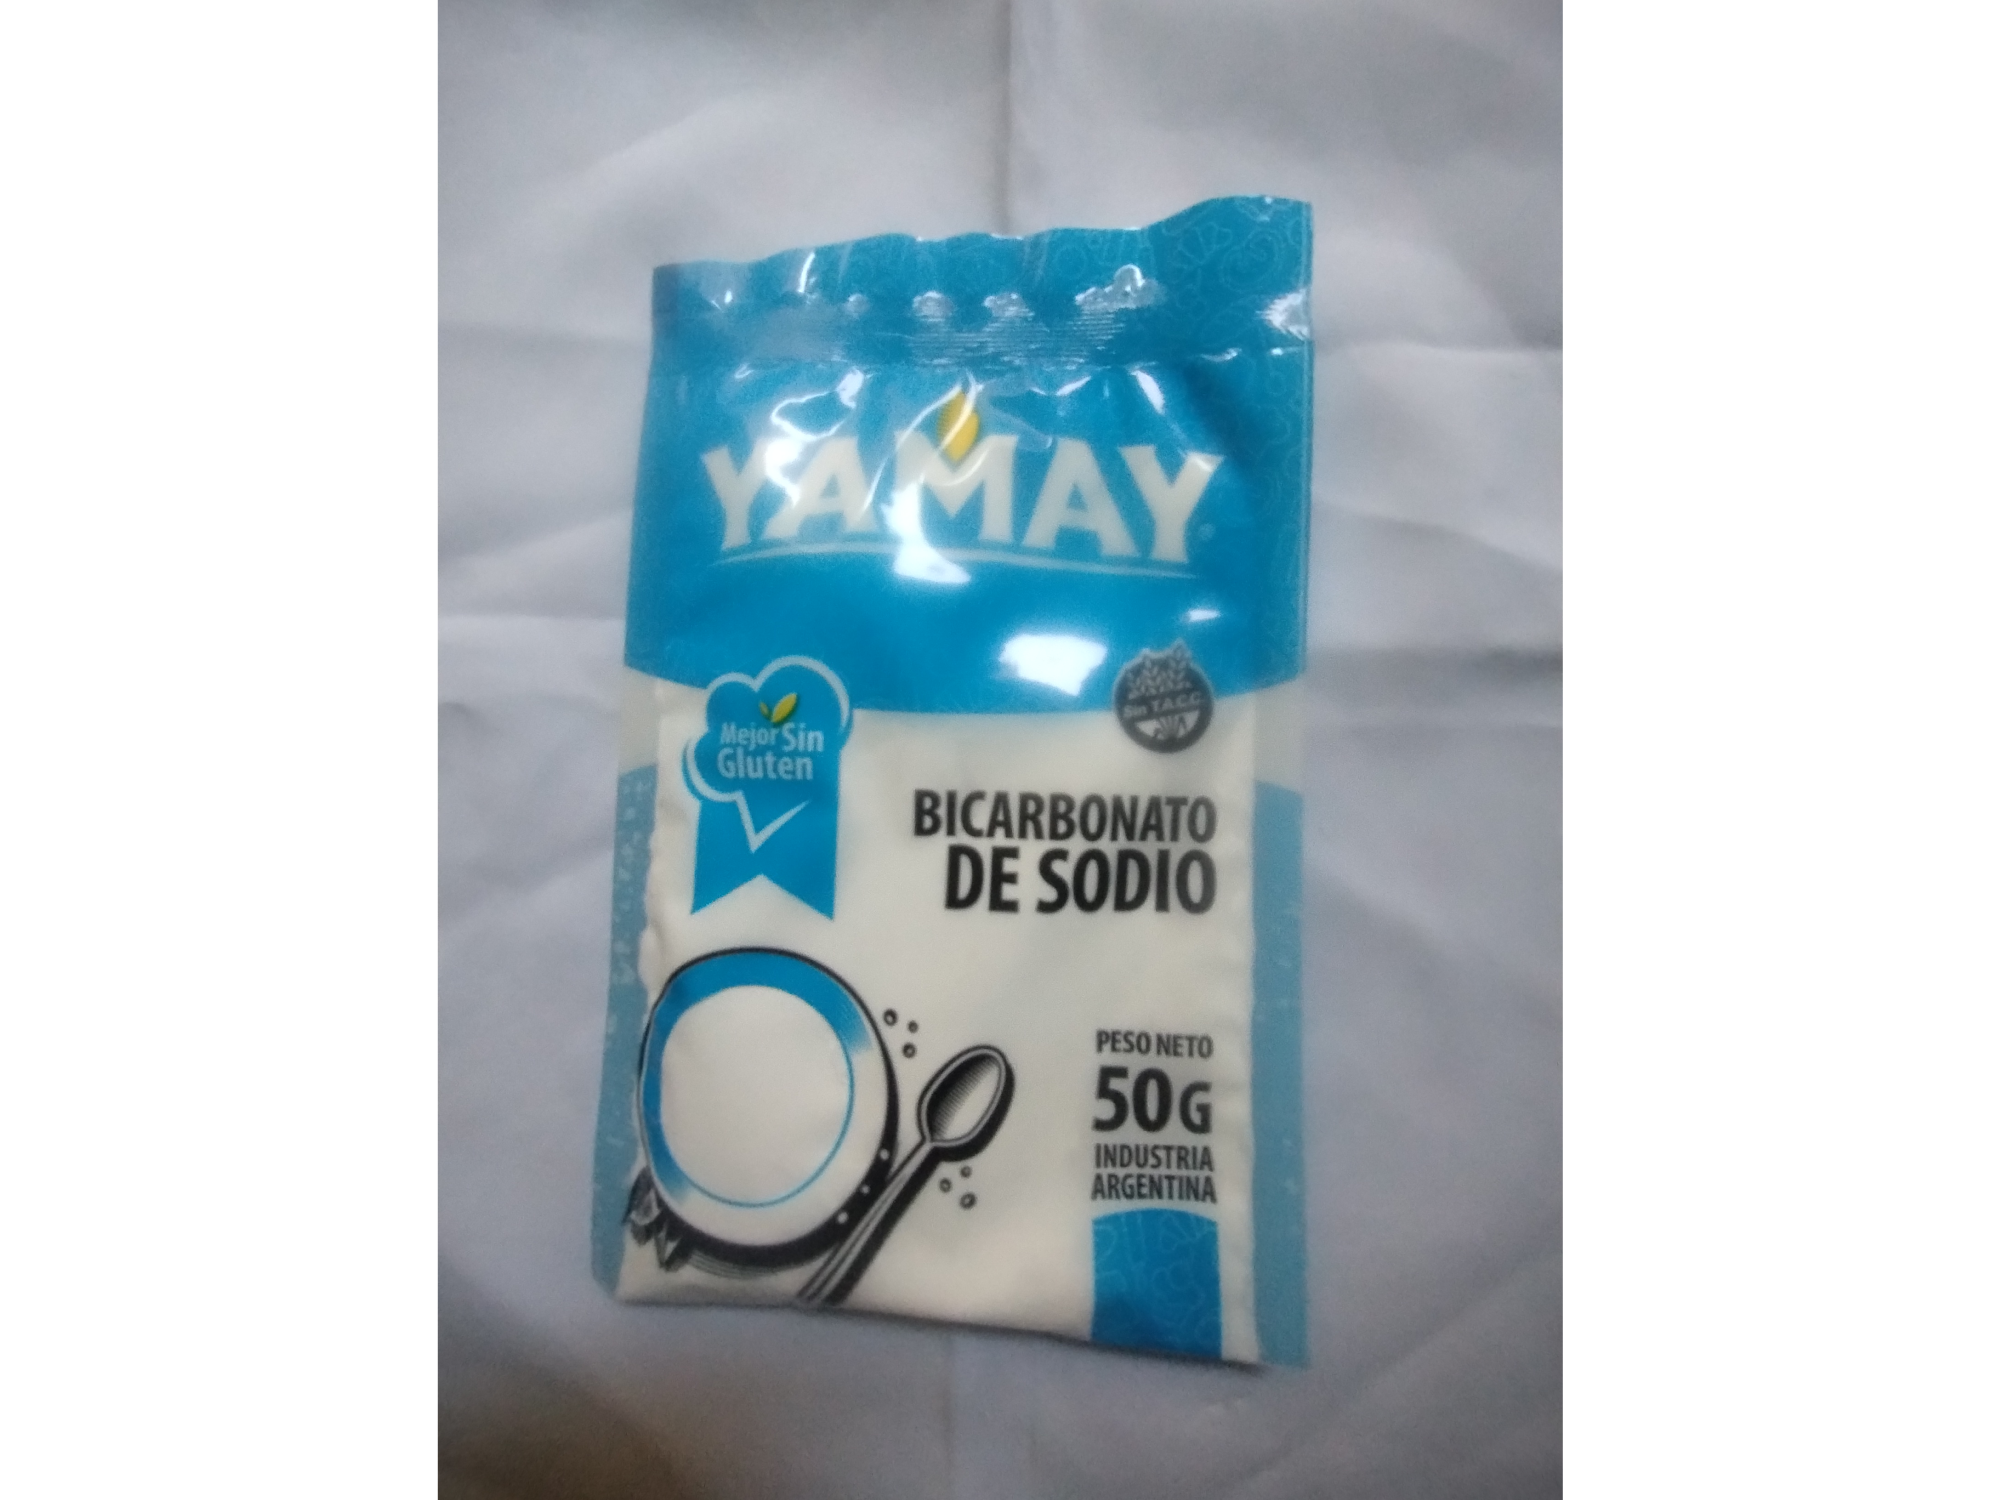 YAMAY
Mejor Sin
Gluten
Sin T.A.C.C.
BICARBONATO
DE SODIO
PESO NETO
50G
INDUSTRIA
ARGENTINA